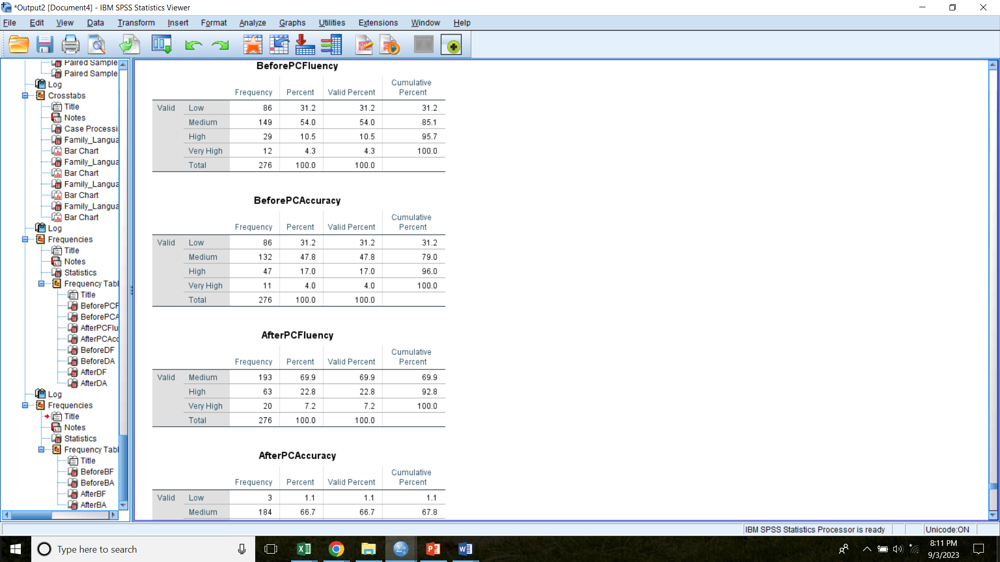 *Output2 [Document4] - IBM SPSS Statistics Viewer
File Edit View Data Transform Insert Format Analyze Graphs Utilities Extensions Window Help
Paired Sample
Paired Sample
Log
Crosstabs
Title
Notes
Case Processi
Family_Langua
Bar Chart
Family_Langua
Bar Chart
Family_Langua
Bar Chart
Family_Langua
Bar Chart
Log
Frequencies
Title
Notes
Statistics
Frequency Tabl
Title
BeforePCF
BeforePCA
AfterPCFlu
AfterPCAcc
BeforeDF
BeforeDA
AfterDF
AfterDA
Log
Frequencies
Title
Notes
Statistics
Frequency Tabl
Title
BeforeBF
BeforeBA
AfterBF
AfterBA
BeforePCFluency
Frequency Percent Valid Percent Cumulative Percent
Valid Low 86 31.2 31.2 31.2
Medium 149 54.0 54.0 85.1
High 29 10.5 10.5 95.7
Very High 12 4.3 4.3 100.0
Total 276 100.0 100.0
BeforePCAccuracy
Frequency Percent Valid Percent Cumulative Percent
Valid Low 86 31.2 31.2 31.2
Medium 132 47.8 47.8 79.0
High 47 17.0 17.0 96.0
Very High 11 4.0 4.0 100.0
Total 276 100.0 100.0
AfterPCFluency
Frequency Percent Valid Percent Cumulative Percent
Valid Medium 193 69.9 69.9 69.9
High 63 22.8 22.8 92.8
Very High 20 7.2 7.2 100.0
Total 276 100.0 100.0
AfterPCAccuracy
Frequency Percent Valid Percent Cumulative Percent
Valid Low 3 1.1 1.1 1.1
Medium 184 66.7 66.7 67.8
IBM SPSS Statistics Processor is ready Unicode:ON
Type here to search
8:11 PM
9/3/2023